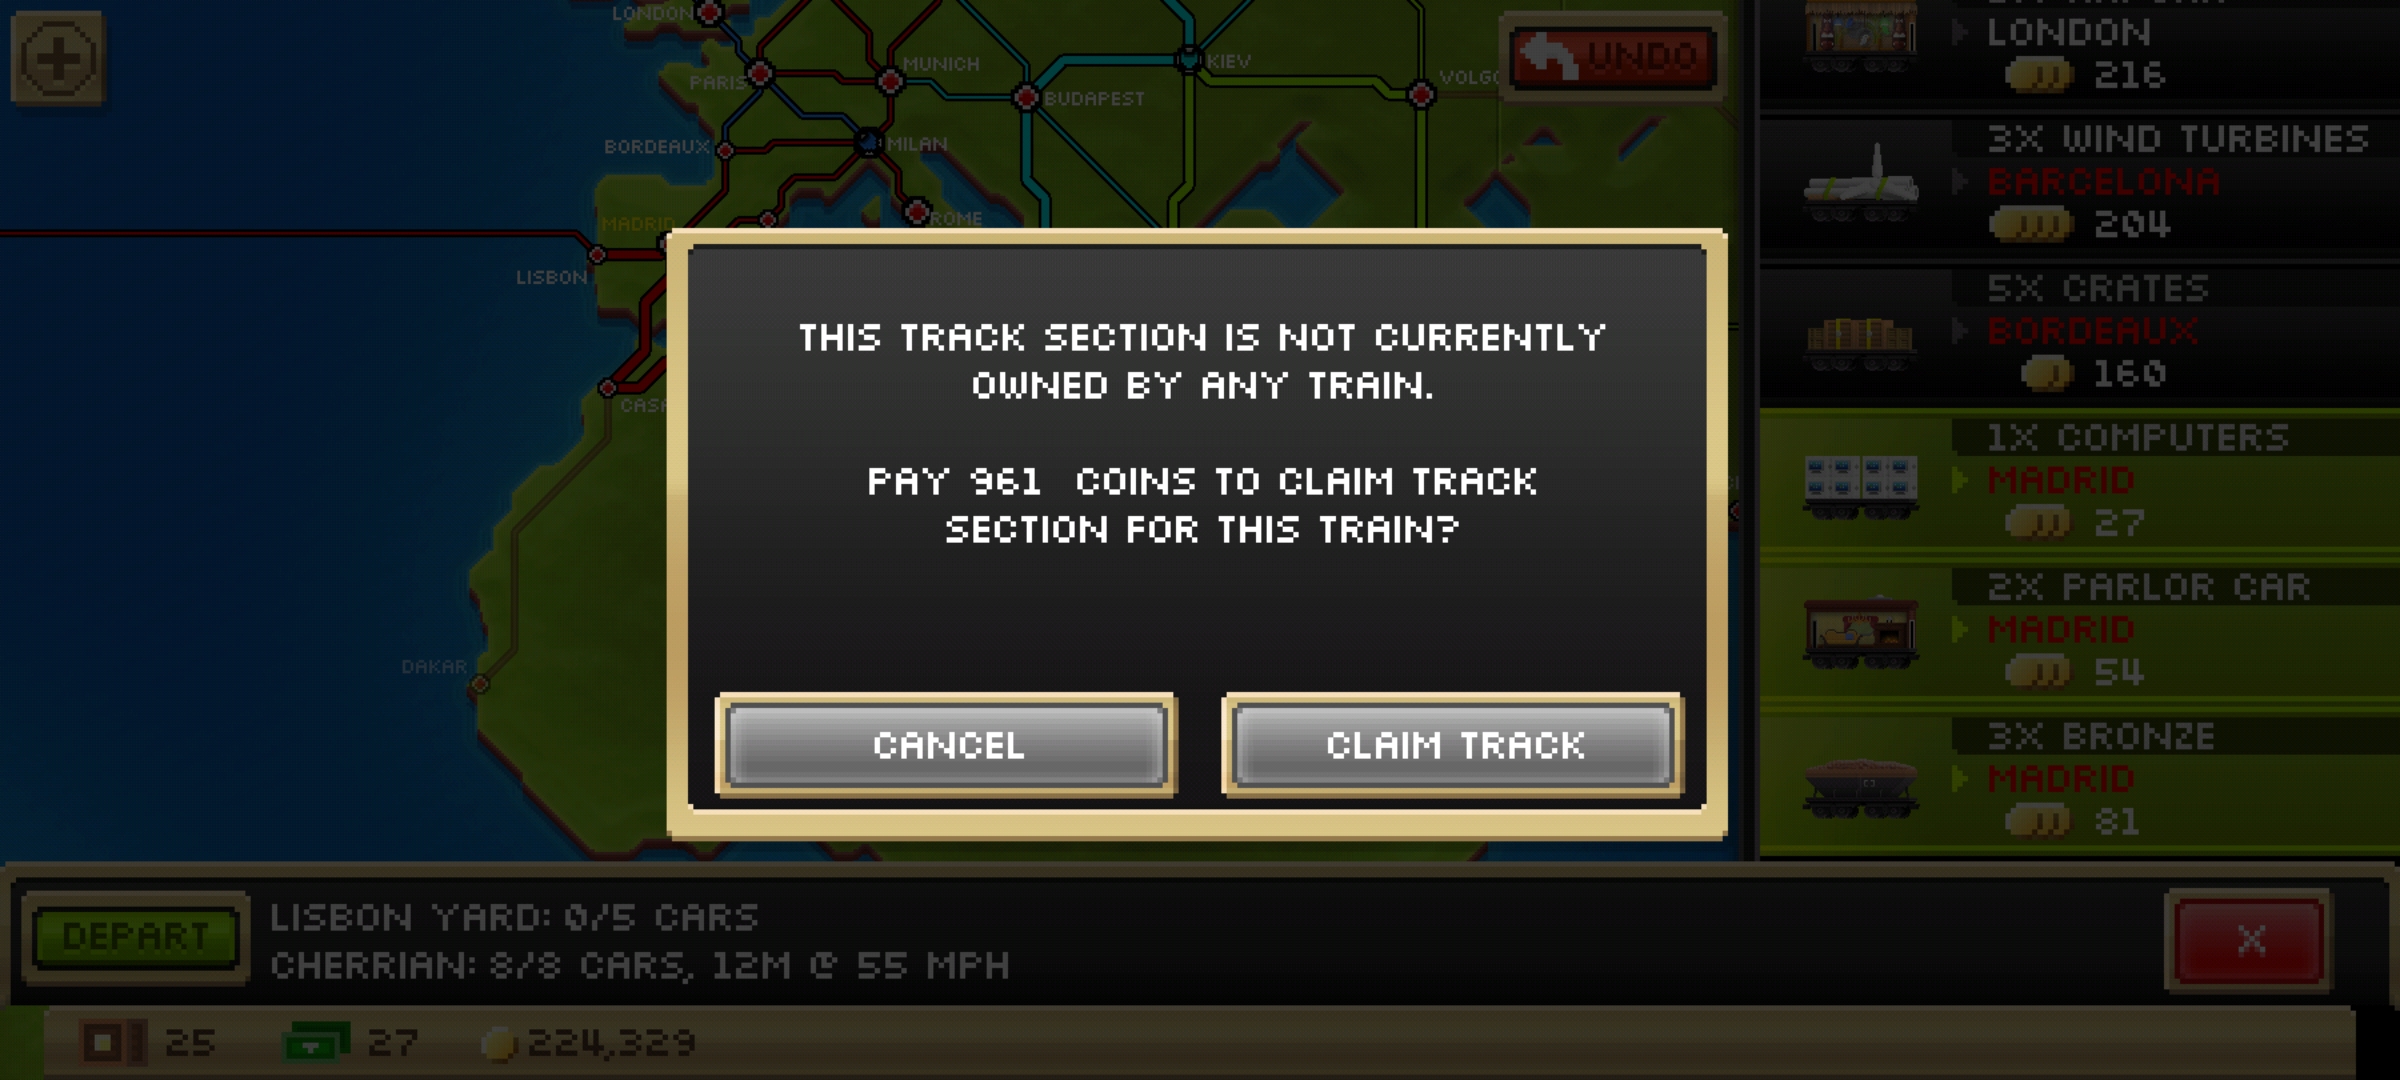 LONDON
PARIS
MUNICH
BUDAPEST
KIEV
BORDEAUX
MILAN
MADRID
ROME
LISBON
DAKAR
UNDO
THIS TRACK SECTION IS NOT CURRENTLY
OWNED BY ANY TRAIN.
PAY 961 COINS TO CLAIM TRACK
SECTION FOR THIS TRAIN?
CANCEL
CLAIM TRACK
LONDON
216
3X WIND TURBINES
BARCELONA
204
5X CRATES
BORDEAUX
160
1X COMPUTERS
MADRID
27
2X PARLOR CAR
MADRID
54
3X BRONZE
MADRID
81
DEPART
LISBON YARD: 0/5 CARS
CHERRIAN: 8/8 CARS, 12M @ 55 MPH
X
25
27
224,329